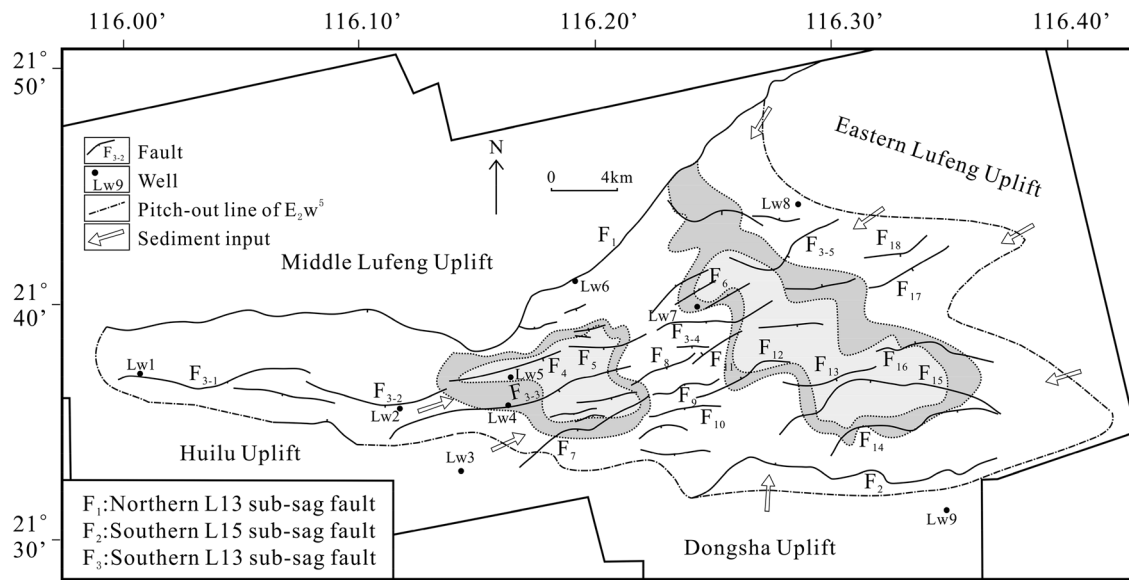 116.00 116.10 116.20 116.30 116.40
21°
50’
21°
40’
21°
30’
F3-2 Fault
Lw9 Well
Pitch-out line of E₂w⁵
Sediment input
N
0 4km
Eastern Lufeng Uplift
Middle Lufeng Uplift
Huilu Uplift
Dongsha Uplift
F₁
Lw8
F3-5
F18
F17
Lw6
F6
Lw7
F3-4
F5
F4
F8
F11
F12
F13
F16
F15
Lw1
F3-1
F3-2
Lw5
F3-3
Lw2
Lw4
F9
F10
F7
F14
Lw3
F₂
Lw9
F₁:Northern L13 sub-sag fault
F₂:Southern L15 sub-sag fault
F₃:Southern L13 sub-sag fault